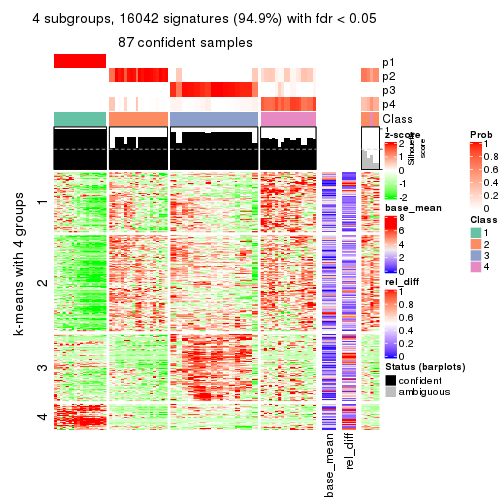 4 subgroups, 16042 signatures (94.9%) with fdr < 0.05
87 confident samples
p1
p2
p3
p4
Class
1
Silhouette
score
k-means with 4 groups
1
2
3
4
base_mean
rel_diff
z-score
2
1
0
-1
-2
base_mean
8
6
4
2
0
rel_diff
1
0.8
0.6
0.4
0.2
0
Status (barplots)
confident
ambiguous
Prob
1
0.8
0.6
0.4
0.2
0
Class
1
2
3
4